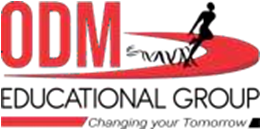 ODM
EDUCATIONAL GROUP
Changing your Tomorrow